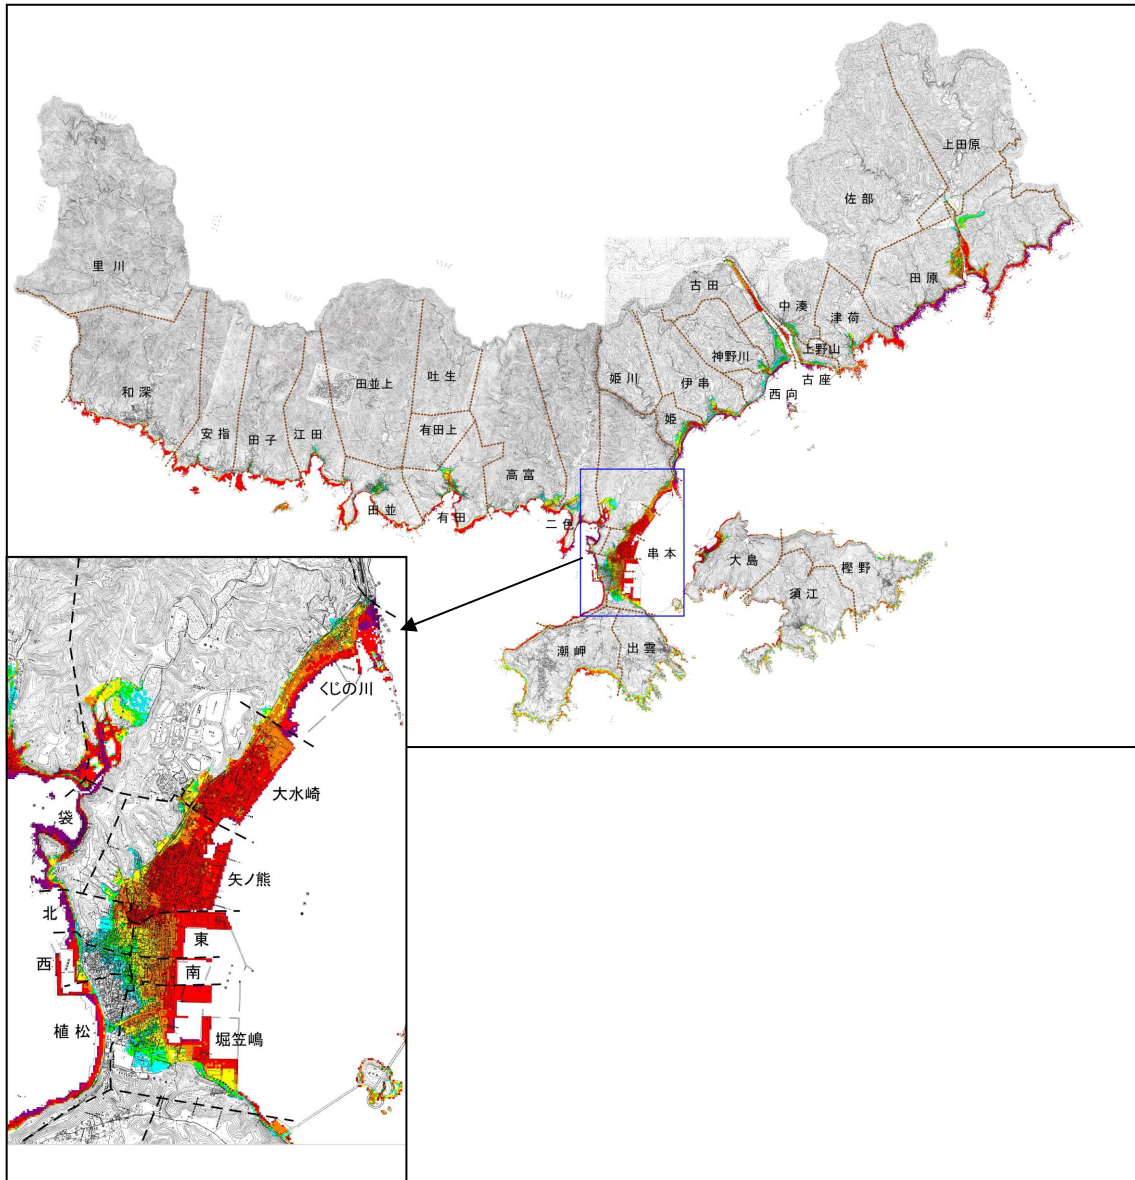 上田原
佐部
田原
里川
古田
中湊
津荷
上野山
神野川
古座
西向
姫川
伊串
姫
田並上
吐生
和深
安指
田子
江田
有田上
高富
田並
有田
二色
串本
大島
樫野
須江
潮岬
出雲
くじの川
大水崎
袋
矢ノ熊
北
東
西
南
植松
堀笠嶋